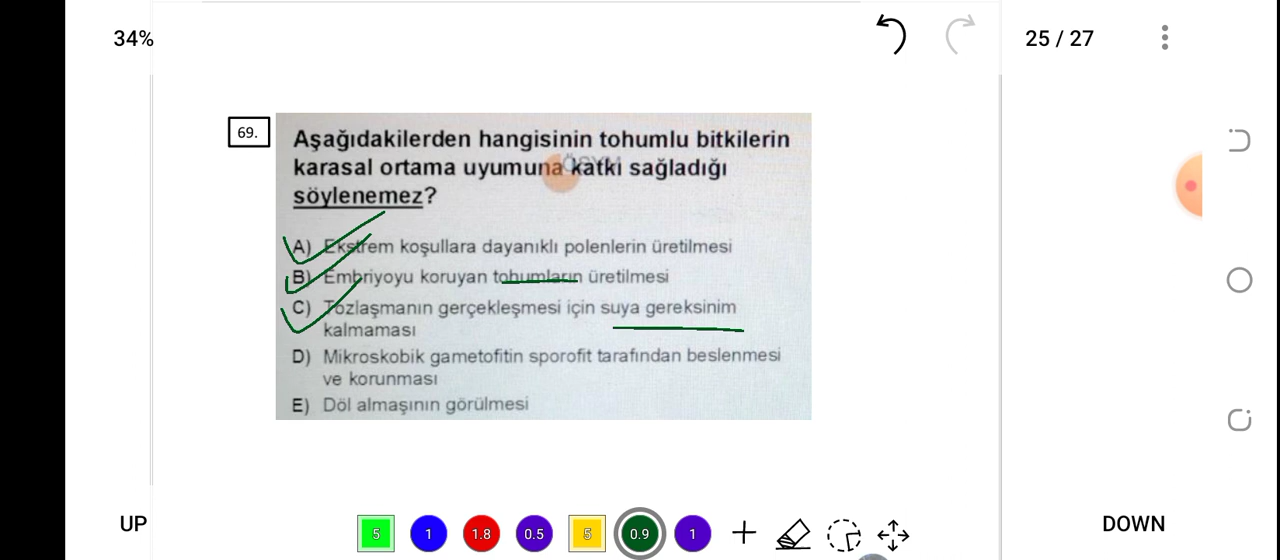 34%
25 / 27
69.
Aşağıdakilerden hangisinin tohumlu bitkilerin
karasal ortama uyumuna katkı sağladığı
söylenemez?
A) Ekstrem koşullara dayanıklı polenlerin üretilmesi
B) Embriyoyu koruyan tohumların üretilmesi
C) Tozlaşmanın gerçekleşmesi için suya gereksinim
kalmaması
D) Mikroskobik gametofitin sporofit tarafından beslenmesi
ve korunması
E) Döl almaşının görülmesi
UP
5
1
1.8
0.5
5
0.9
1
DOWN